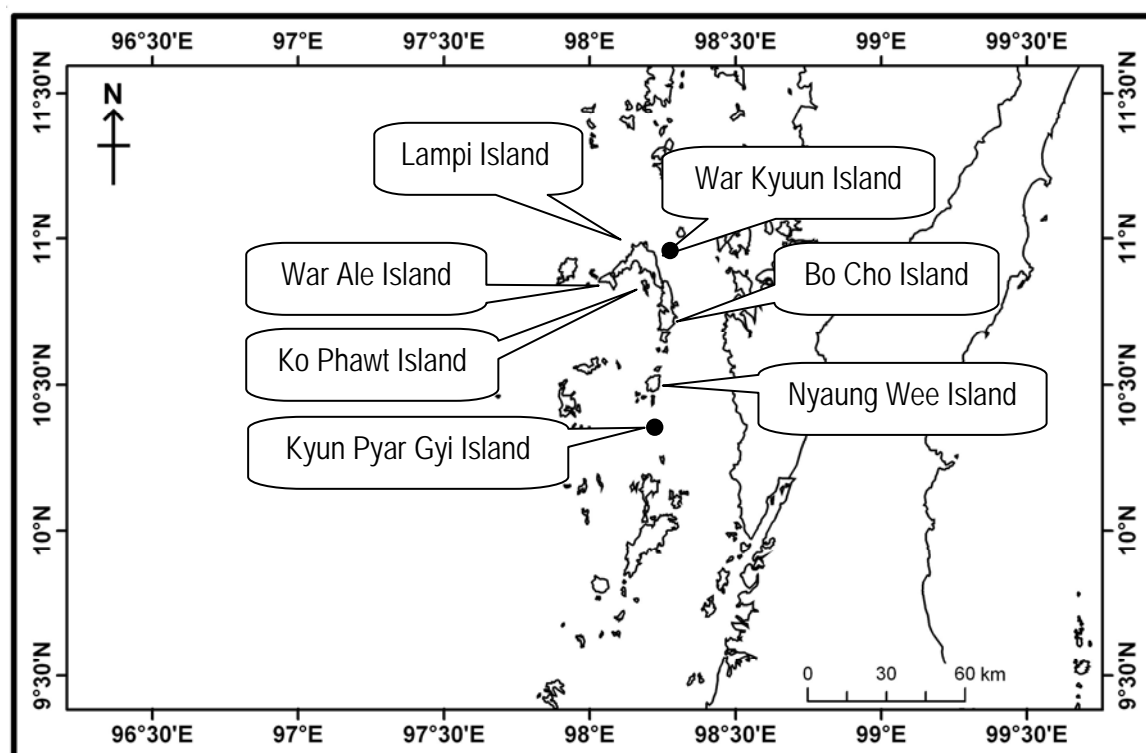 96°30'E 97°E 97°30'E 98°E 98°30'E 99°E 99°30'E
11°30'N 11°30'N
N
Lampi Island
War Kyuun Island
11°N 11°N
War Ale Island
Bo Cho Island
Ko Phawt Island
10°30'N 10°30'N
Nyaung Wee Island
Kyun Pyar Gyi Island
10°N 10°N
0 30 60 km
9°30'N 9°30'N
96°30'E 97°E 97°30'E 98°E 98°30'E 99°E 99°30'E